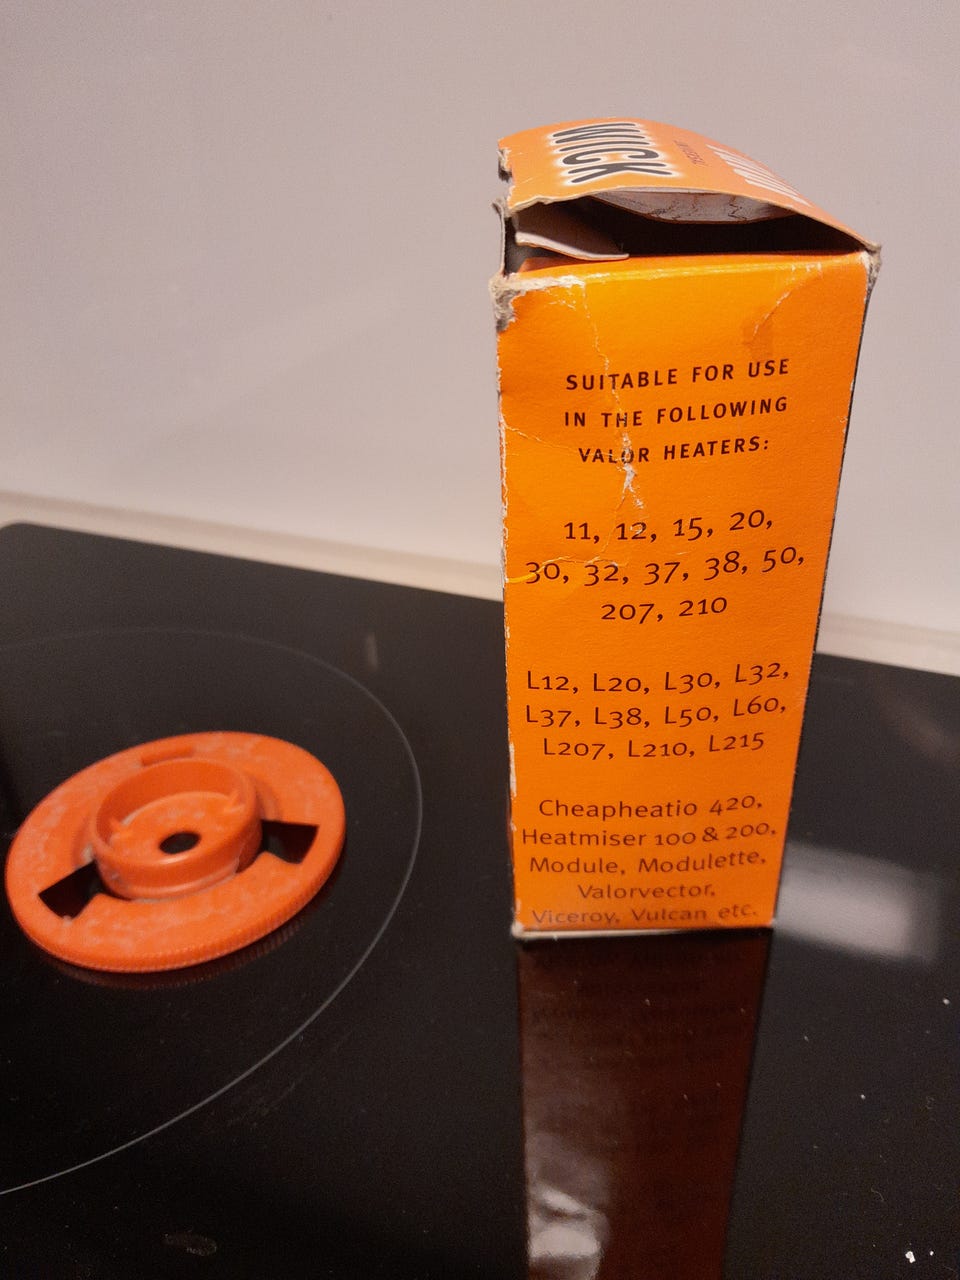 WICK
SUITABLE FOR USE
IN THE FOLLOWING
VALOR HEATERS:
11, 12, 15, 20,
30, 32, 37, 38, 50,
207, 210
L12, L20, L30, L32,
L37, L38, L50, L60,
L207, L210, L215
Cheapheatio 420,
Heatmiser 100 & 200,
Module, Modulette,
Valorvector,
Viceroy, Vulcan etc.